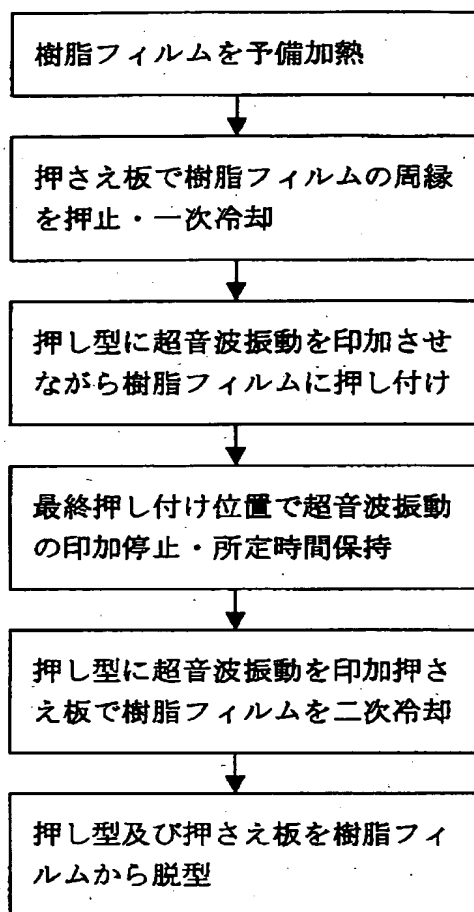 樹脂フィルムを予備加熱
押さえ板で樹脂フィルムの周縁
を押止・一次冷却
押し型に超音波振動を印加させ
ながら樹脂フィルムに押し付け
最終押し付け位置で超音波振動
の印加停止・所定時間保持
押し型に超音波振動を印加押さ
え板で樹脂フィルムを二次冷却
押し型及び押さえ板を樹脂フィ
ルムから脱型